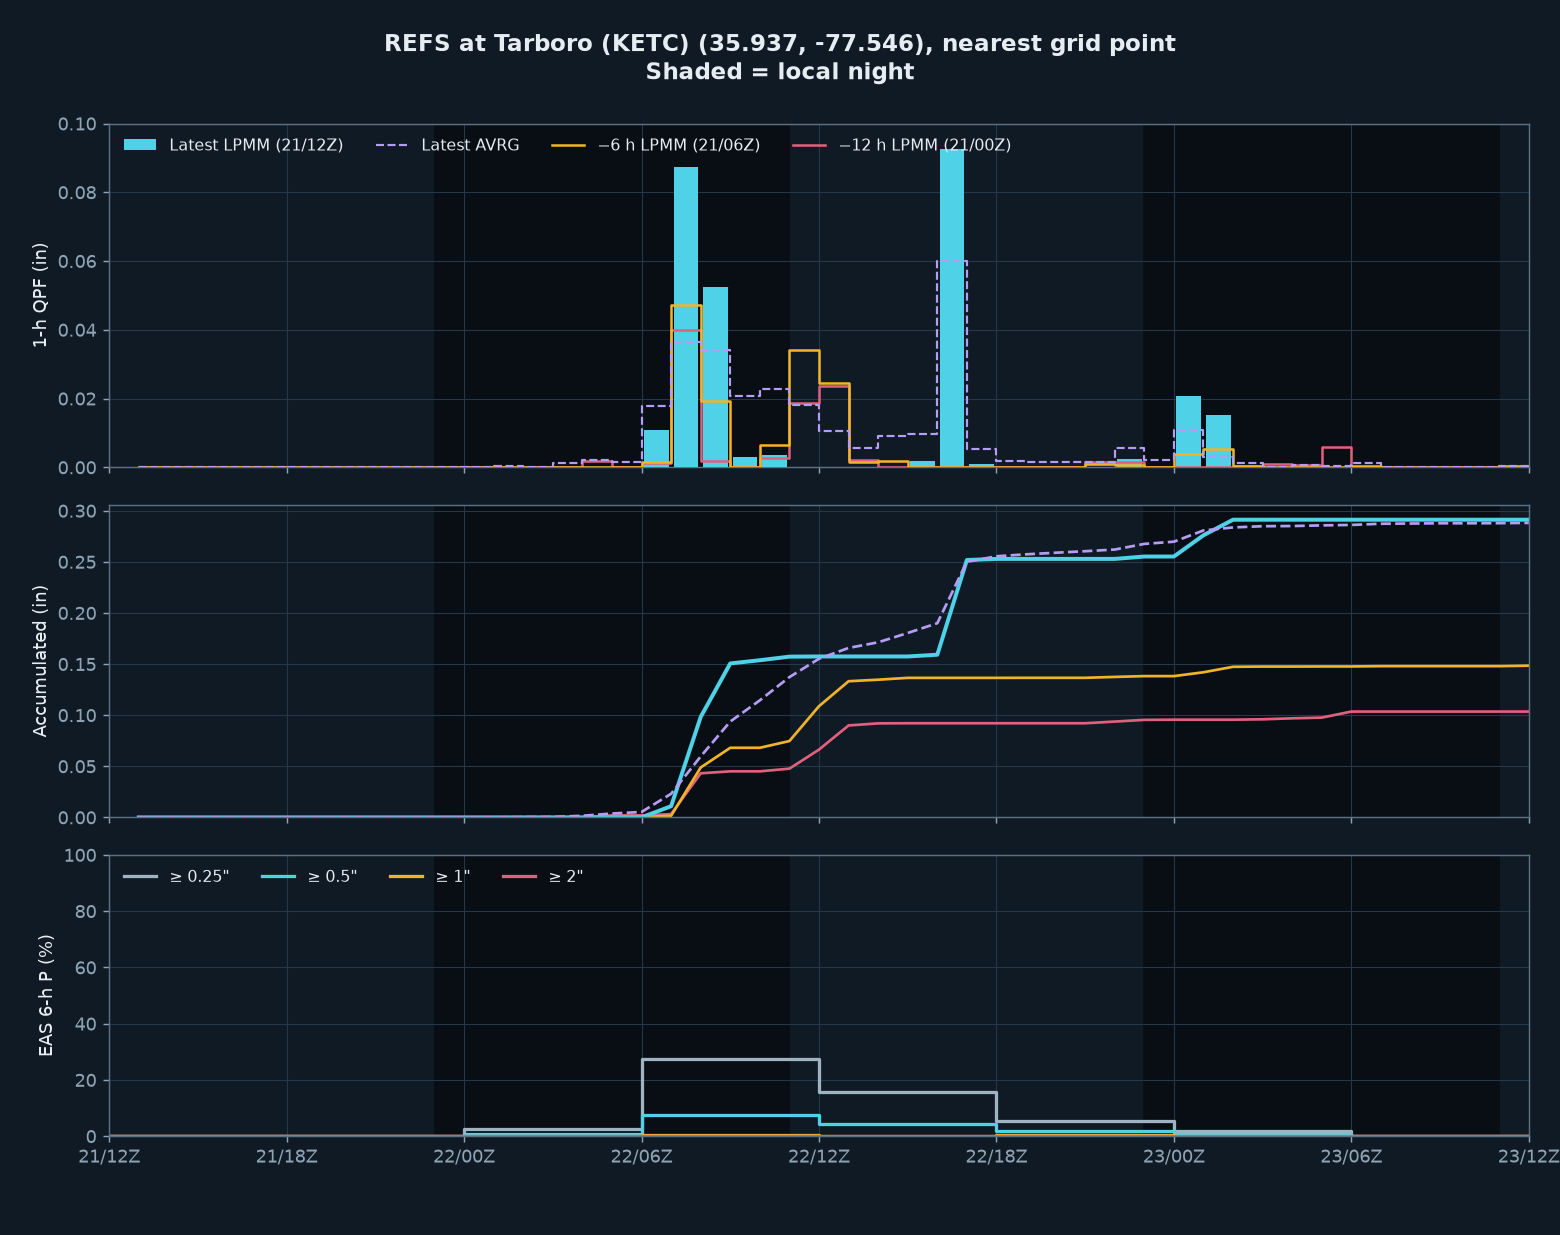 REFS at Tarboro (KETC) (35.937, -77.546), nearest grid point
Shaded = local night
1-h QPF (in)
0.10
0.08
0.06
0.04
0.02
0.00
Latest LPMM (21/12Z)
Latest AVRG
−6 h LPMM (21/06Z)
−12 h LPMM (21/00Z)
Accumulated (in)
0.30
0.25
0.20
0.15
0.10
0.05
0.00
EAS 6-h P (%)
100
80
60
40
20
0
≥ 0.25"
≥ 0.5"
≥ 1"
≥ 2"
21/12Z
21/18Z
22/00Z
22/06Z
22/12Z
22/18Z
23/00Z
23/06Z
23/12Z